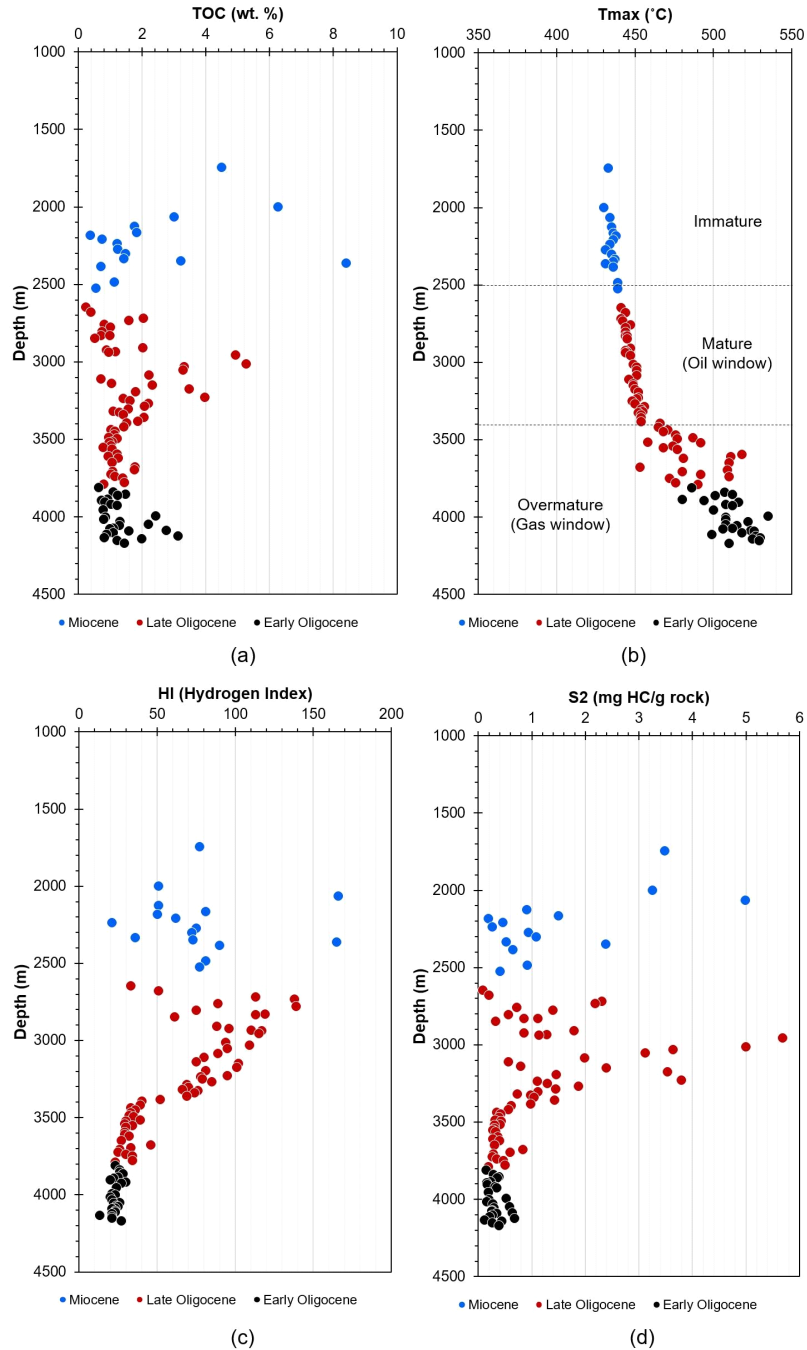 TOC (wt. %)
0 2 4 6 8 10
1000
1500
2000
2500
3000
3500
4000
4500
Depth (m)
Miocene Late Oligocene Early Oligocene
(a)
Tmax (˚C)
350 400 450 500 550
1000
1500
2000
2500
3000
3500
4000
4500
Depth (m)
Immature
Mature
(Oil window)
Overmature
(Gas window)
Miocene Late Oligocene Early Oligocene
(b)
HI (Hydrogen Index)
0 50 100 150 200
1000
1500
2000
2500
3000
3500
4000
4500
Depth (m)
Miocene Late Oligocene Early Oligocene
(c)
S2 (mg HC/g rock)
0 1 2 3 4 5 6
1000
1500
2000
2500
3000
3500
4000
4500
Depth (m)
Miocene Late Oligocene Early Oligocene
(d)